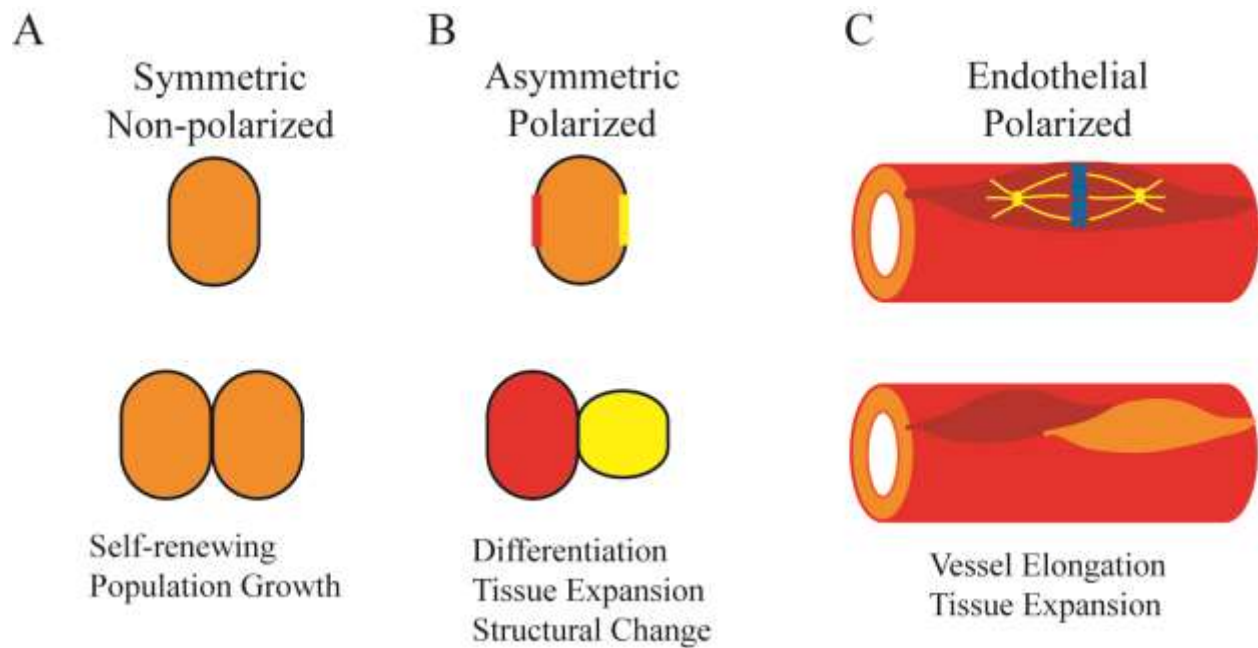 A
Symmetric
Non-polarized
Self-renewing
Population Growth
B
Asymmetric
Polarized
Differentiation
Tissue Expansion
Structural Change
C
Endothelial
Polarized
Vessel Elongation
Tissue Expansion